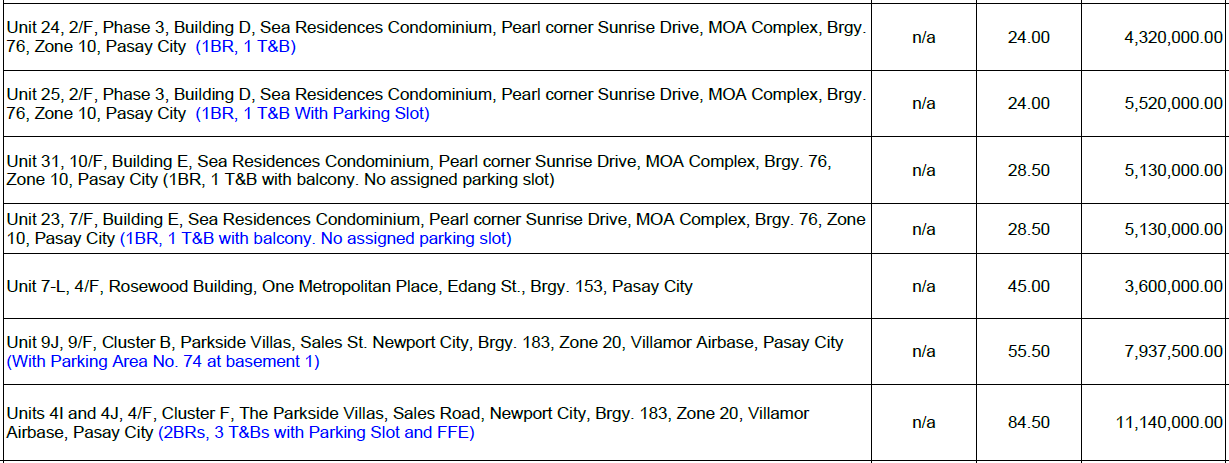 Unit 24, 2/F, Phase 3, Building D, Sea Residences Condominium, Pearl corner Sunrise Drive, MOA Complex, Brgy.
76, Zone 10, Pasay City (1BR, 1 T&B)
n/a
24.00
4,320,000.00
Unit 25, 2/F, Phase 3, Building D, Sea Residences Condominium, Pearl corner Sunrise Drive, MOA Complex, Brgy.
76, Zone 10, Pasay City (1BR, 1 T&B With Parking Slot)
n/a
24.00
5,520,000.00
Unit 31, 10/F, Building E, Sea Residences Condominium, Pearl corner Sunrise Drive, MOA Complex, Brgy. 76,
Zone 10, Pasay City (1BR, 1 T&B with balcony. No assigned parking slot)
n/a
28.50
5,130,000.00
Unit 23, 7/F, Building E, Sea Residences Condominium, Pearl corner Sunrise Drive, MOA Complex, Brgy. 76, Zone
10, Pasay City (1BR, 1 T&B with balcony. No assigned parking slot)
n/a
28.50
5,130,000.00
Unit 7-L, 4/F, Rosewood Building, One Metropolitan Place, Edang St., Brgy. 153, Pasay City
n/a
45.00
3,600,000.00
Unit 9J, 9/F, Cluster B, Parkside Villas, Sales St. Newport City, Brgy. 183, Zone 20, Villamor Airbase, Pasay City
(With Parking Area No. 74 at basement 1)
n/a
55.50
7,937,500.00
Units 4I and 4J, 4/F, Cluster F, The Parkside Villas, Sales Road, Newport City, Brgy. 183, Zone 20, Villamor
Airbase, Pasay City (2BRs, 3 T&Bs with Parking Slot and FFE)
n/a
84.50
11,140,000.00